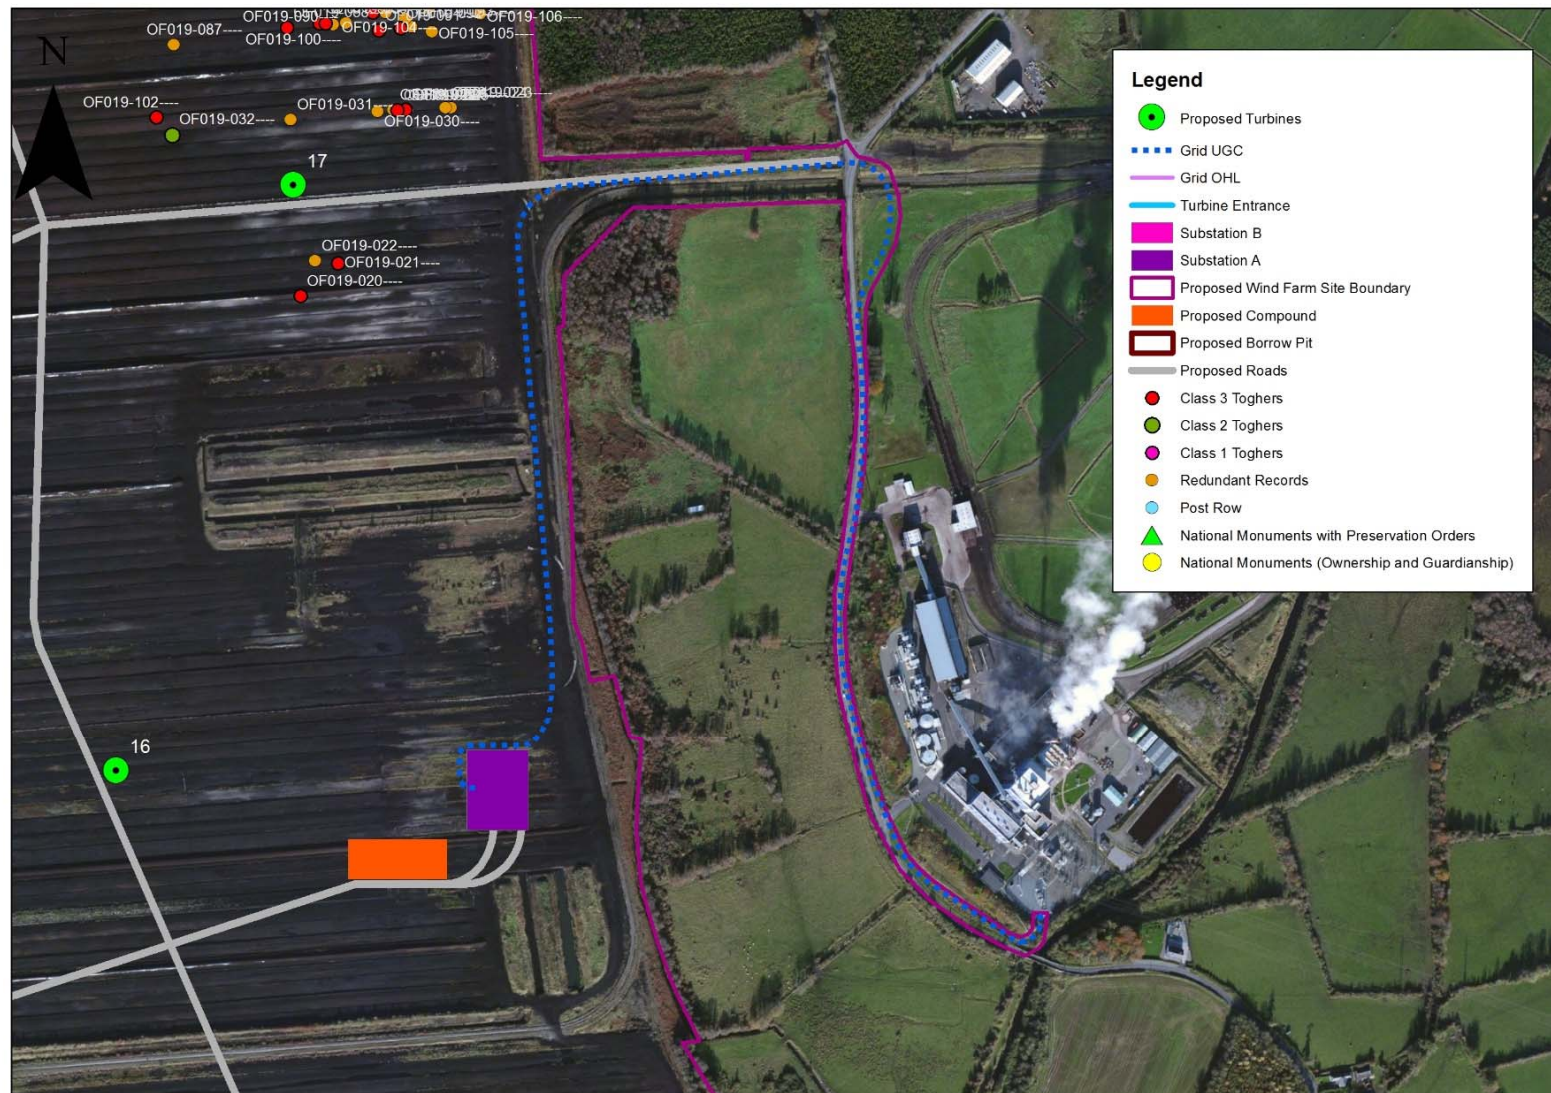 OF019-090----
OF019-106----
OF019-087----
OF019-100----
OF019-104----
OF019-105----
N
OF019-102----
OF019-031----
OF019-032----
OF019-030----
17
OF019-022----
OF019-021----
OF019-020----
16
Legend
Proposed Turbines
Grid UGC
Grid OHL
Turbine Entrance
Substation B
Substation A
Proposed Wind Farm Site Boundary
Proposed Compound
Proposed Borrow Pit
Proposed Roads
Class 3 Toghers
Class 2 Toghers
Class 1 Toghers
Redundant Records
Post Row
National Monuments with Preservation Orders
National Monuments (Ownership and Guardianship)